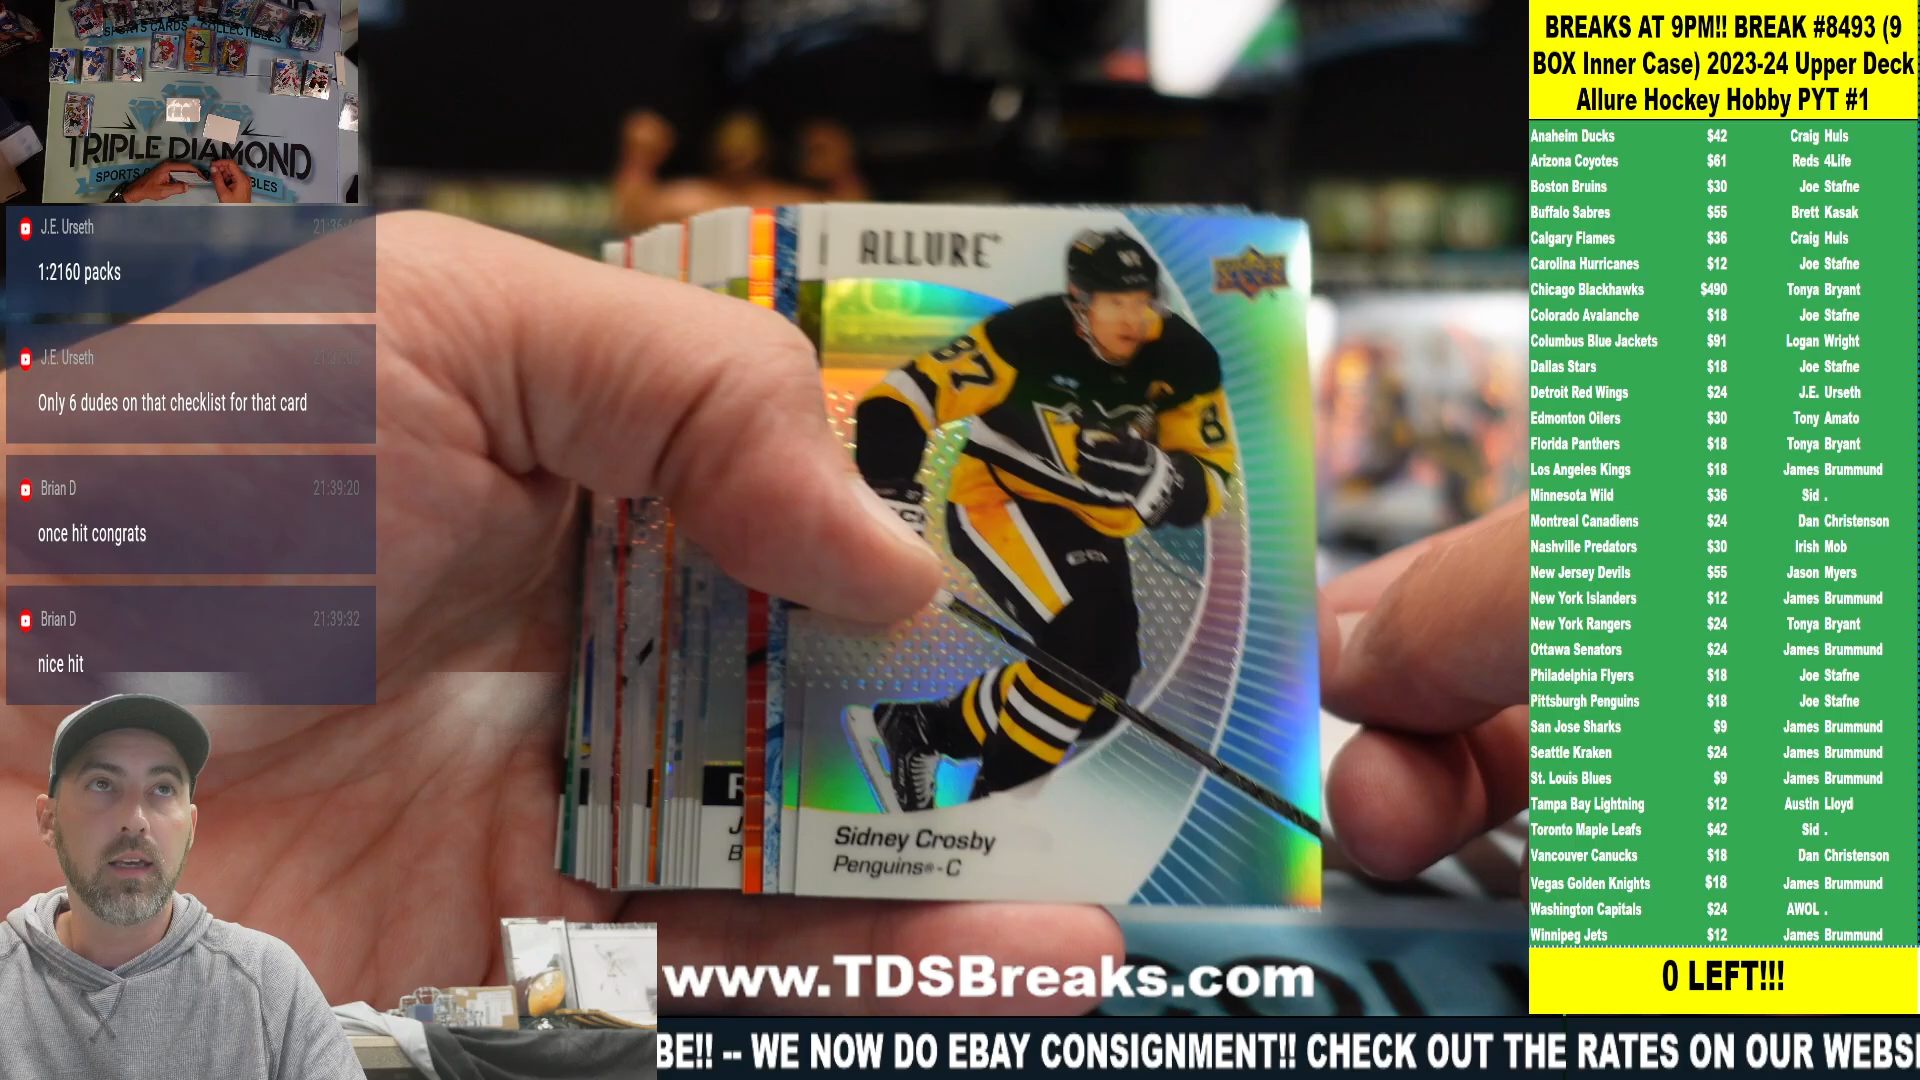 SPORTS CARDS COLLECTIBLES
TRIPLE DIAMOND
SPORTS
J.E. Urseth
1:2160 packs
J.E. Urseth
Only 6 dudes on that checklist for that card
Brian D 21:39:20
once hit congrats
Brian D 21:39:32
nice hit
ALLURE
87
Sidney Crosby
Penguins® - C
www.TDSBreaks.com
BE!! -- WE NOW DO EBAY CONSIGNMENT!! CHECK OUT THE RATES ON OUR WEBSI
BREAKS AT 9PM!! BREAK #8493 (9
BOX Inner Case) 2023-24 Upper Deck
Allure Hockey Hobby PYT #1
Anaheim Ducks $42 Craig Huls
Arizona Coyotes $61 Reds 4Life
Boston Bruins $30 Joe Stafne
Buffalo Sabres $55 Brett Kasak
Calgary Flames $36 Craig Huls
Carolina Hurricanes $12 Joe Stafne
Chicago Blackhawks $490 Tonya Bryant
Colorado Avalanche $18 Joe Stafne
Columbus Blue Jackets $91 Logan Wright
Dallas Stars $18 Joe Stafne
Detroit Red Wings $24 J.E. Urseth
Edmonton Oilers $30 Tony Amato
Florida Panthers $18 Tonya Bryant
Los Angeles Kings $18 James Brummund
Minnesota Wild $36 Sid .
Montreal Canadiens $24 Dan Christenson
Nashville Predators $30 Irish Mob
New Jersey Devils $55 Jason Myers
New York Islanders $12 James Brummund
New York Rangers $24 Tonya Bryant
Ottawa Senators $24 James Brummund
Philadelphia Flyers $18 Joe Stafne
Pittsburgh Penguins $18 Joe Stafne
San Jose Sharks $9 James Brummund
Seattle Kraken $24 James Brummund
St. Louis Blues $9 James Brummund
Tampa Bay Lightning $12 Austin Lloyd
Toronto Maple Leafs $42 Sid .
Vancouver Canucks $18 Dan Christenson
Vegas Golden Knights $18 James Brummund
Washington Capitals $24 AWOL .
Winnipeg Jets $12 James Brummund
0 LEFT!!!